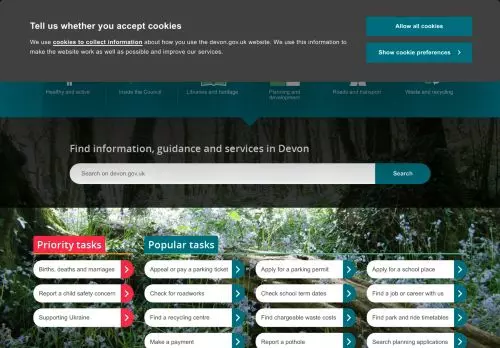 Tell us whether you accept cookies
We use cookies to collect information about how you use the devon.gov.uk website. We use this information to
make the website work as well as possible and improve our services.
Allow all cookies
Show cookie preferences
Healthy and active
Inside the Council
Libraries and heritage
Planning and
development
Roads and transport
Waste and recycling
Find information, guidance and services in Devon
Search on devon.gov.uk
Search
Priority tasks
Popular tasks
Births, deaths and marriages
Appeal or pay a parking ticket
Apply for a parking permit
Apply for a school place
Report a child safety concern
Check for roadworks
Check school term dates
Find a job or career with us
Supporting Ukraine
Find a recycling centre
Find chargeable waste costs
Find park and ride timetables
Make a payment
Report a pothole
Search planning applications